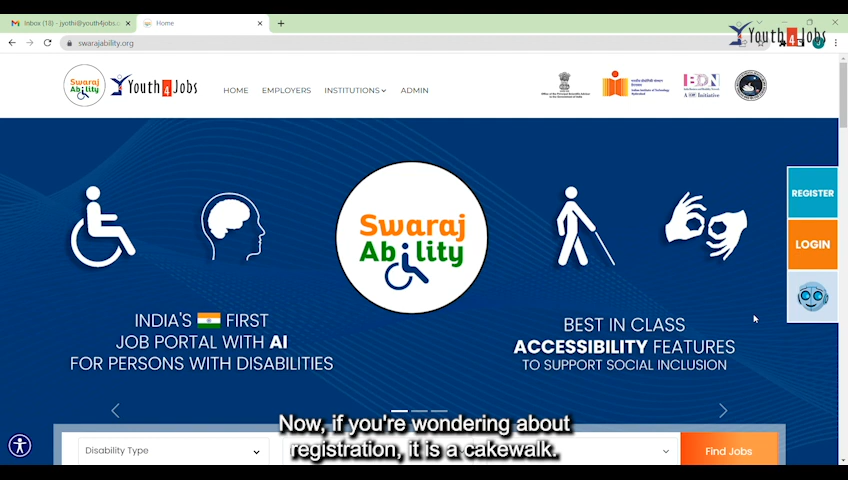 Inbox (18) - jyothi@youth4jobs.c
Home
swarajability.org
Youth4Jobs
Swaraj
Ability
Youth4Jobs
HOME
EMPLOYERS
INSTITUTIONS
ADMIN
IBDN
REGISTER
LOGIN
Swaraj
Ability
INDIA'S FIRST
JOB PORTAL WITH AI
FOR PERSONS WITH DISABILITIES
BEST IN CLASS
ACCESSIBILITY FEATURES
TO SUPPORT SOCIAL INCLUSION
Now, if you're wondering about
registration, it is a cakewalk.
Disability Type
Find Jobs